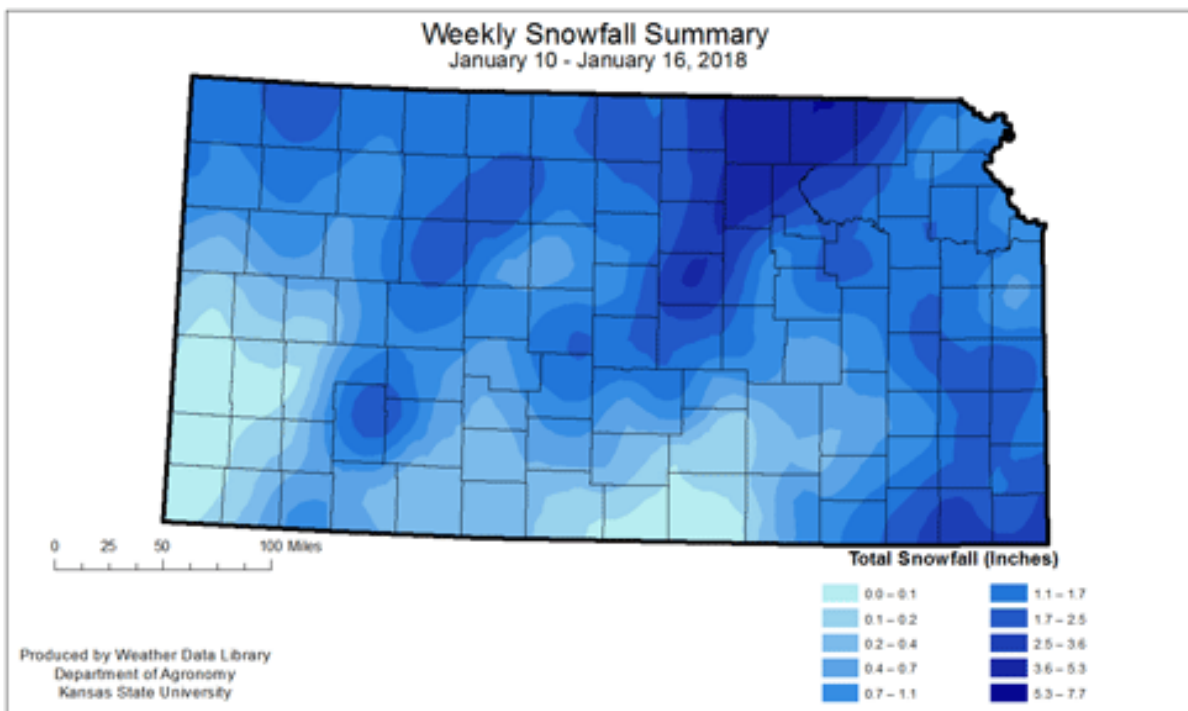 Weekly Snowfall Summary
January 10 - January 16, 2018
0 25 50 100 Miles
Total Snowfall (Inches)
0.0 – 0.1
0.1 – 0.2
0.2 – 0.4
0.4 – 0.7
0.7 – 1.1
1.1 – 1.7
1.7 – 2.5
2.5 – 3.6
3.6 – 5.3
5.3 – 7.7
Produced by Weather Data Library
Department of Agronomy
Kansas State University